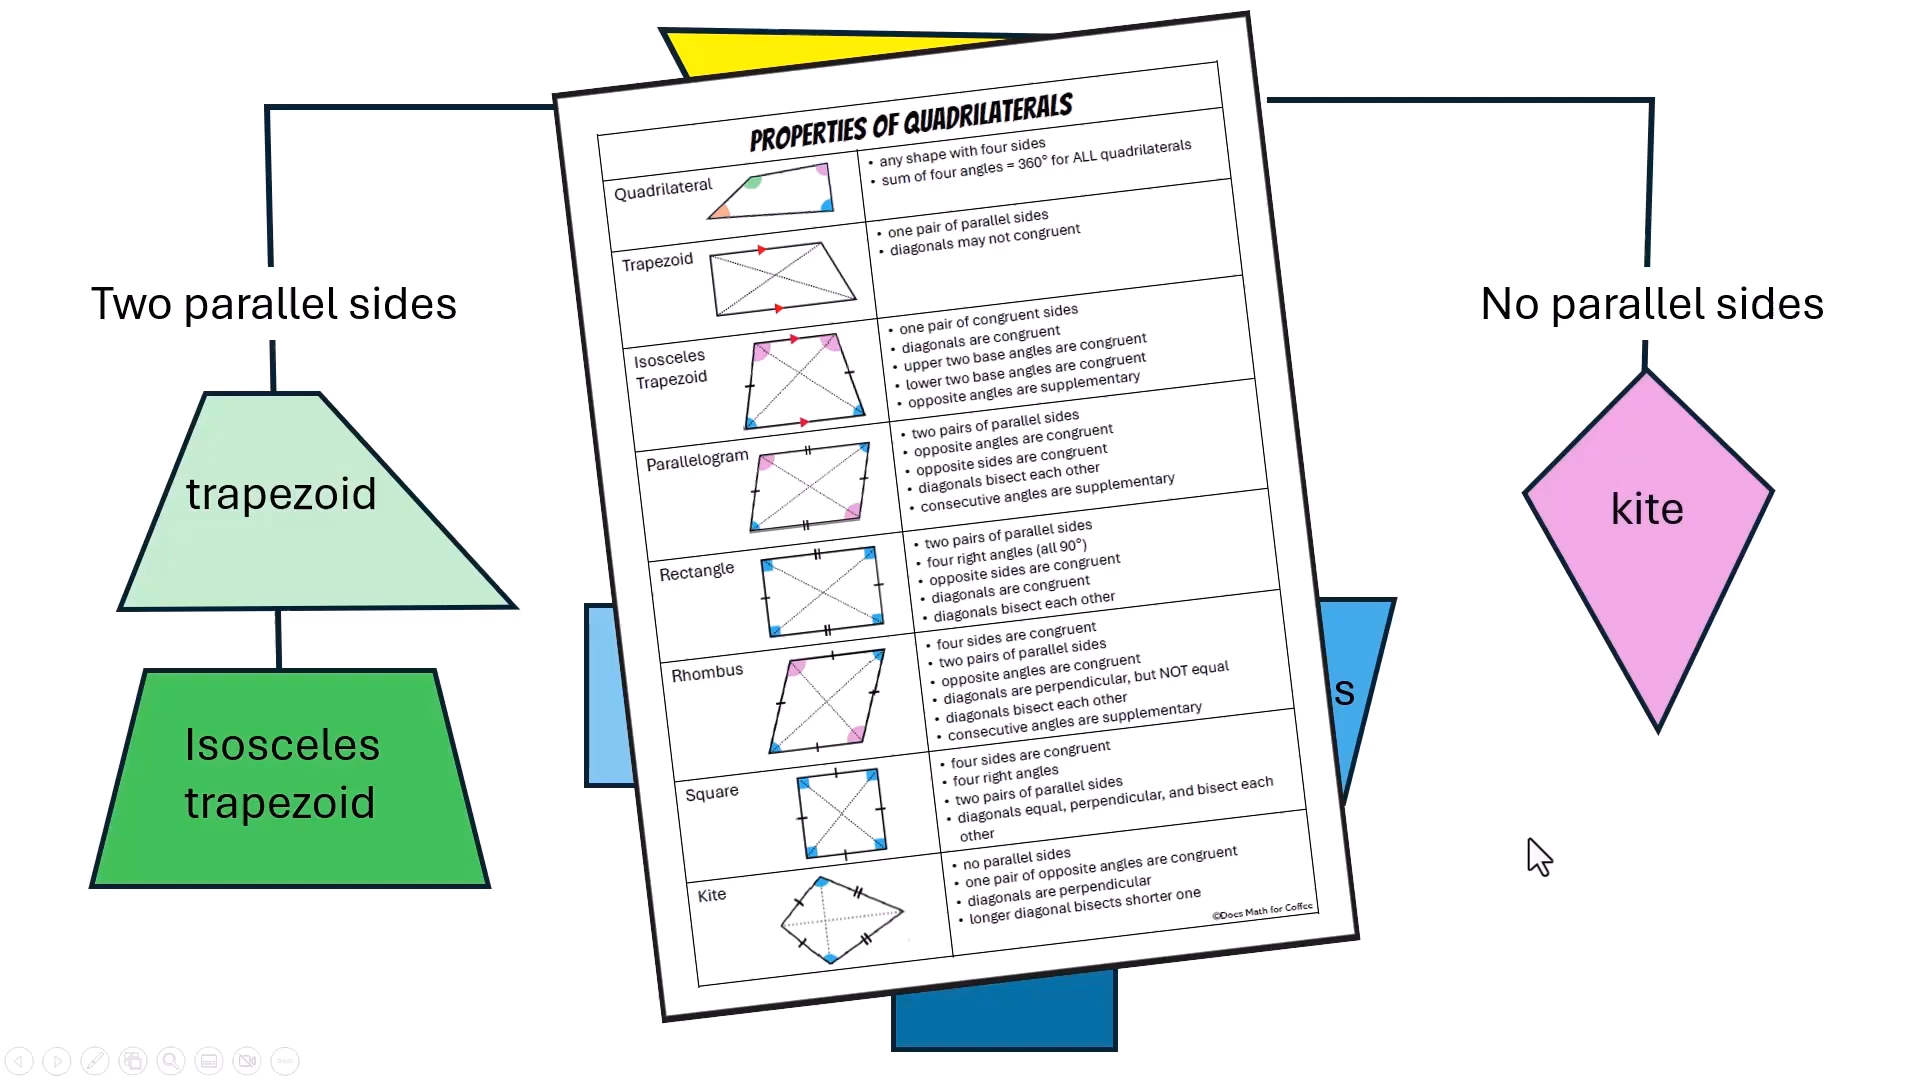 PROPERTIES OF QUADRILATERALS
Quadrilateral
• any shape with four sides
• sum of four angles = 360° for ALL quadrilaterals
Trapezoid
• one pair of parallel sides
• diagonals may not congruent
Isosceles
Trapezoid
• one pair of congruent sides
• diagonals are congruent
• upper two base angles are congruent
• lower two base angles are congruent
• opposite angles are supplementary
Parallelogram
• two pairs of parallel sides
• opposite angles are congruent
• opposite sides are congruent
• diagonals bisect each other
• consecutive angles are supplementary
Rectangle
• two pairs of parallel sides
• four right angles (all 90°)
• opposite sides are congruent
• diagonals are congruent
• diagonals bisect each other
Rhombus
• four sides are congruent
• two pairs of parallel sides
• opposite angles are congruent
• diagonals are perpendicular, but NOT equal
• diagonals bisect each other
• consecutive angles are supplementary
Square
• four sides are congruent
• four right angles
• two pairs of parallel sides
• diagonals equal, perpendicular, and bisect each
other
Kite
• no parallel sides
• one pair of opposite angles are congruent
• diagonals are perpendicular
• longer diagonal bisects shorter one
©Docs Math for Coffee
Two parallel sides
trapezoid
Isosceles
trapezoid
No parallel sides
kite
s